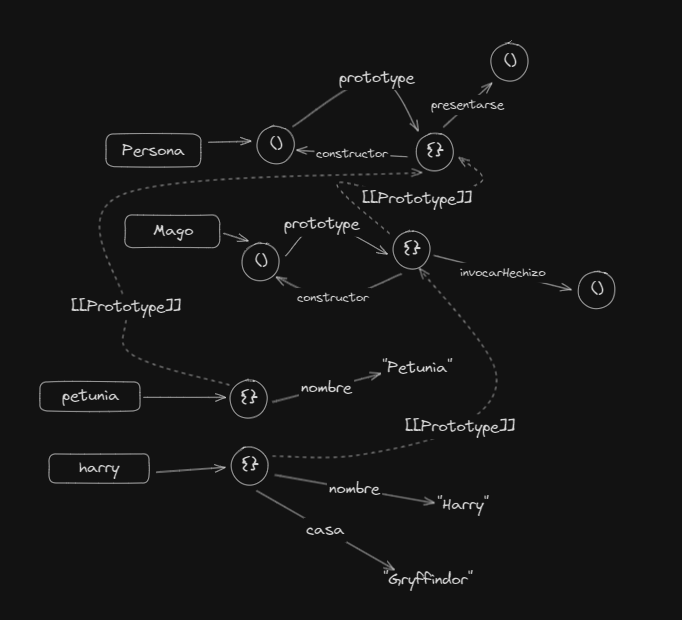 ()
prototype
presentarse
Persona
()
constructor
{}
[[Prototype]]
Mago
prototype
()
{}
invocarHechizo
()
constructor
[[Prototype]]
"Petunia"
petunia
{}
nombre
[[Prototype]]
harry
{}
nombre
"Harry"
casa
"Gryffindor"